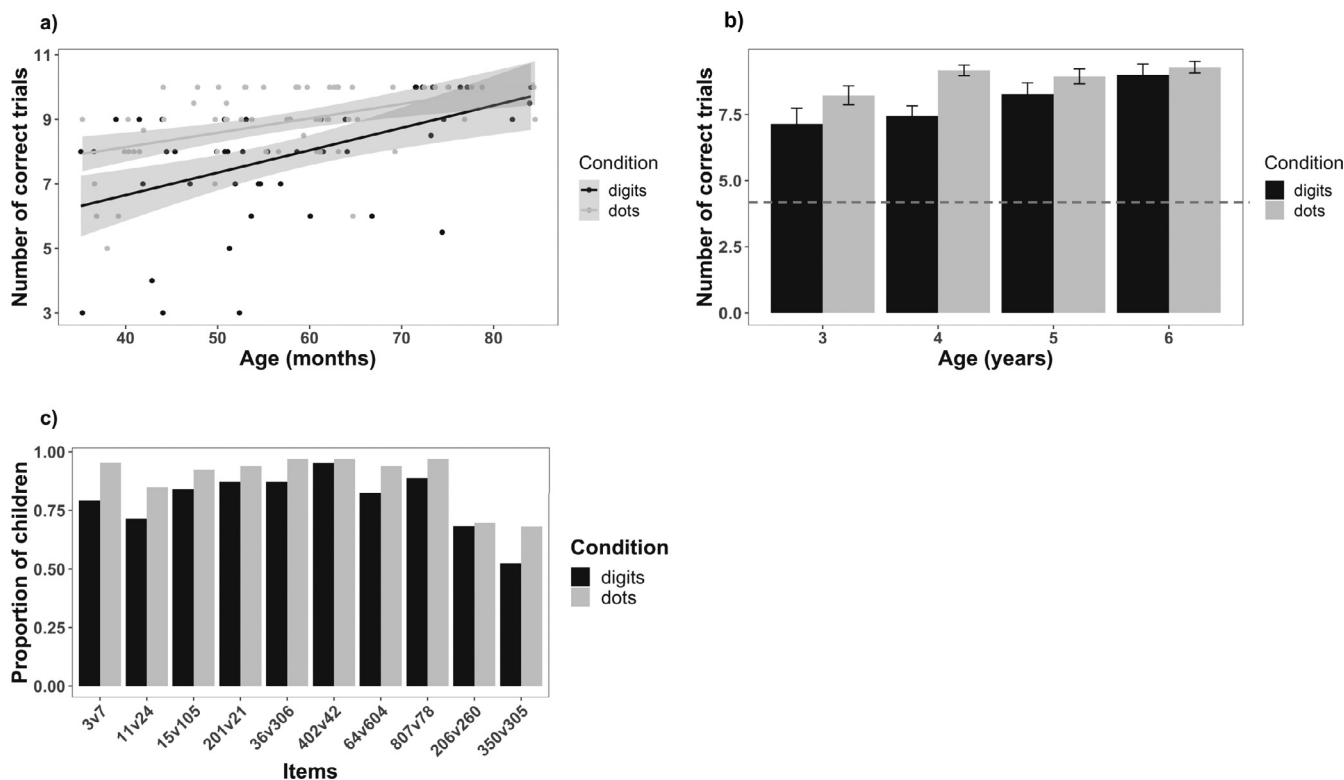 a)
Number of correct trials
11
9
7
5
3
40 50 60 70 80
Age (months)
Condition
digits
dots
b)
Number of correct trials
7.5
5.0
2.5
0.0
3 4 5 6
Age (years)
Condition
digits
dots
c)
Proportion of children
1.00
0.75
0.50
0.25
0.00
3v7 11v24 15v105 201v21 36v306 402v42 64v604 807v78 206v260 350v305
Items
Condition
digits
dots